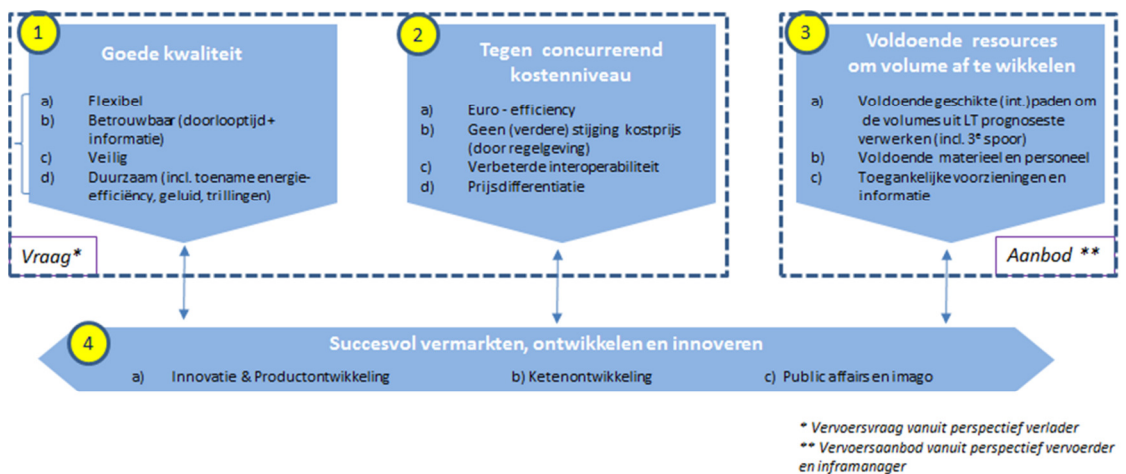 1
Goede kwaliteit
a) Flexibel
b) Betrouwbaar (doorlooptijd +
informatie)
c) Veilig
d) Duurzaam (incl. toename energie-
efficiëncy, geluid, trillingen)
2
Tegen concurrerend
kostenniveau
a) Euro - efficiency
b) Geen (verdere) stijging kostprijs
(door regelgeving)
c) Verbeterde interoperabiliteit
d) Prijsdifferentiatie
Vraag*
3
Voldoende resources
om volume af te wikkelen
a) Voldoende geschikte (int.) paden om
de volumes uit LT prognoses te
verwerken (incl. 3e spoor)
b) Voldoende materieel en personeel
c) Toegankelijke voorzieningen en
informatie
Aanbod **
4
Succesvol vermarkten, ontwikkelen en innoveren
a) Innovatie & Productontwikkeling b) Ketenontwikkeling c) Public affairs en imago
* Vervoersvraag vanuit perspectief verlader
** Vervoersaanbod vanuit perspectief vervoerder
en inframanager